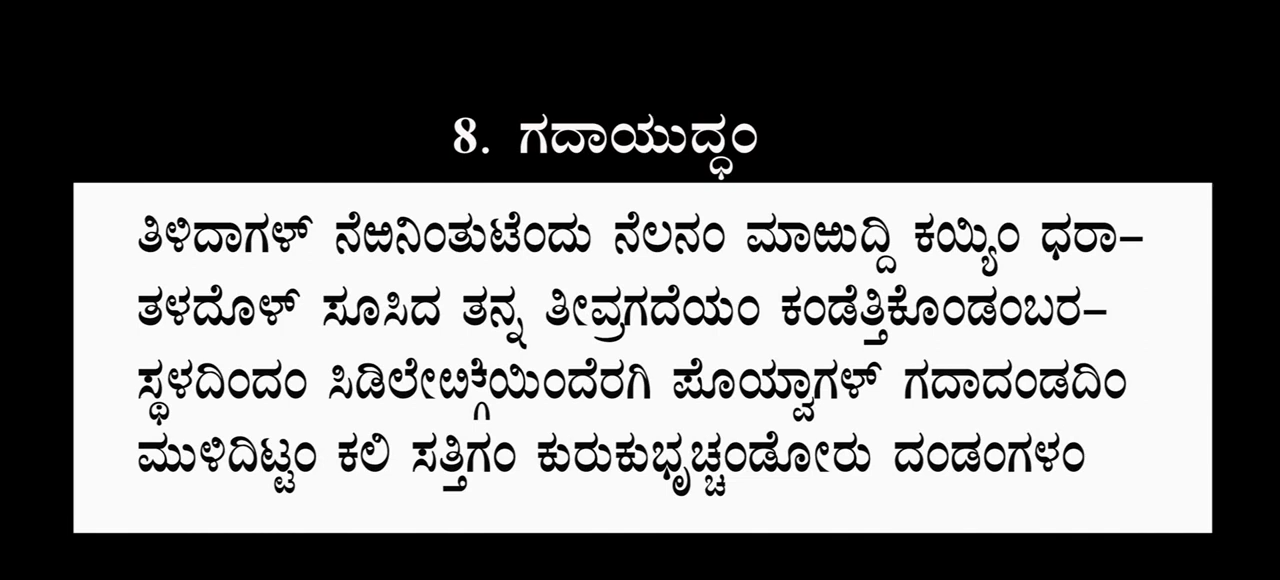 8. ಗದಾಯುದ್ಧಂ
ತಿಳಿದಾಗಳ್ ನೆಱನಿಂತುಟೆಂದು ನೆಲನಂ ಮಾಱುದ್ದಿ ಕಯ್ಯಿಂ ಧರಾ–
ತಳದೊಳ್ ಸೂಸಿದ ತನ್ನ ತೀವ್ರಗದೆಯಂ ಕಂಡೆತ್ತಿಕೊಂಡಂಬರ–
ಸ್ಥಳದಿಂದಂ ಸಿಡಿಲೇೞ್ಗೆಯಿಂದೆರಗಿ ಪೊಯ್ವಾಗಳ್ ಗದಾದಂಡದಿಂ
ಮುಳಿದಿಟ್ಟಂ ಕಲಿ ಸತ್ತಿಗಂ ಕುರುಕುಭೃಚ್ಚಂಡೋರು ದಂಡಂಗಳಂ